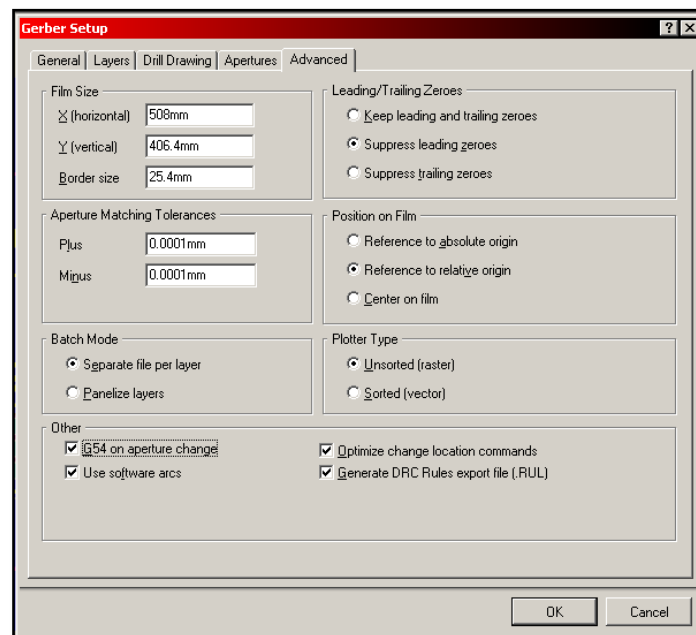 Gerber Setup
General Layers Drill Drawing Apertures Advanced
Film Size
X (horizontal) 508mm
Y (vertical) 406.4mm
Border size 25.4mm
Leading/Trailing Zeroes
Keep leading and trailing zeroes
Suppress leading zeroes
Suppress trailing zeroes
Aperture Matching Tolerances
Plus 0.0001mm
Minus 0.0001mm
Position on Film
Reference to absolute origin
Reference to relative origin
Center on film
Batch Mode
Separate file per layer
Panelize layers
Plotter Type
Unsorted (raster)
Sorted (vector)
Other
G54 on aperture change
Use software arcs
Optimize change location commands
Generate DRC Rules export file (.RUL)
OK Cancel